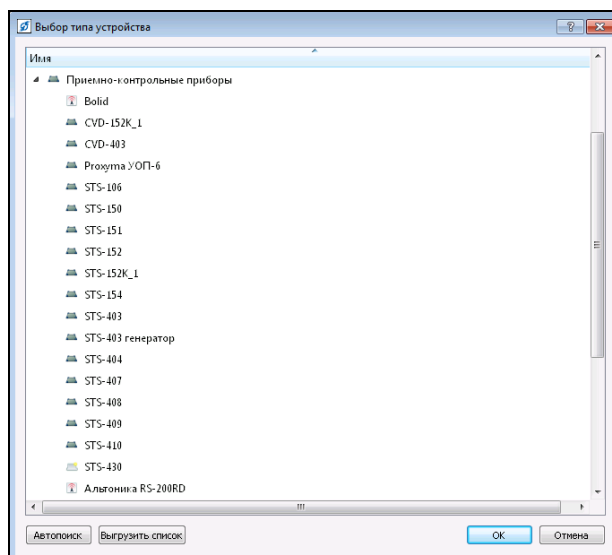 Выбор типа устройства
Имя
Приемно-контрольные приборы
Bolid
CVD-152K_1
CVD-403
Proxyma УОП-6
STS-106
STS-150
STS-151
STS-152
STS-152K_1
STS-154
STS-403
STS-403 генератор
STS-404
STS-407
STS-408
STS-409
STS-410
STS-430
Альтоника RS-200RD
Автопоиск Выгрузить список OK Отмена